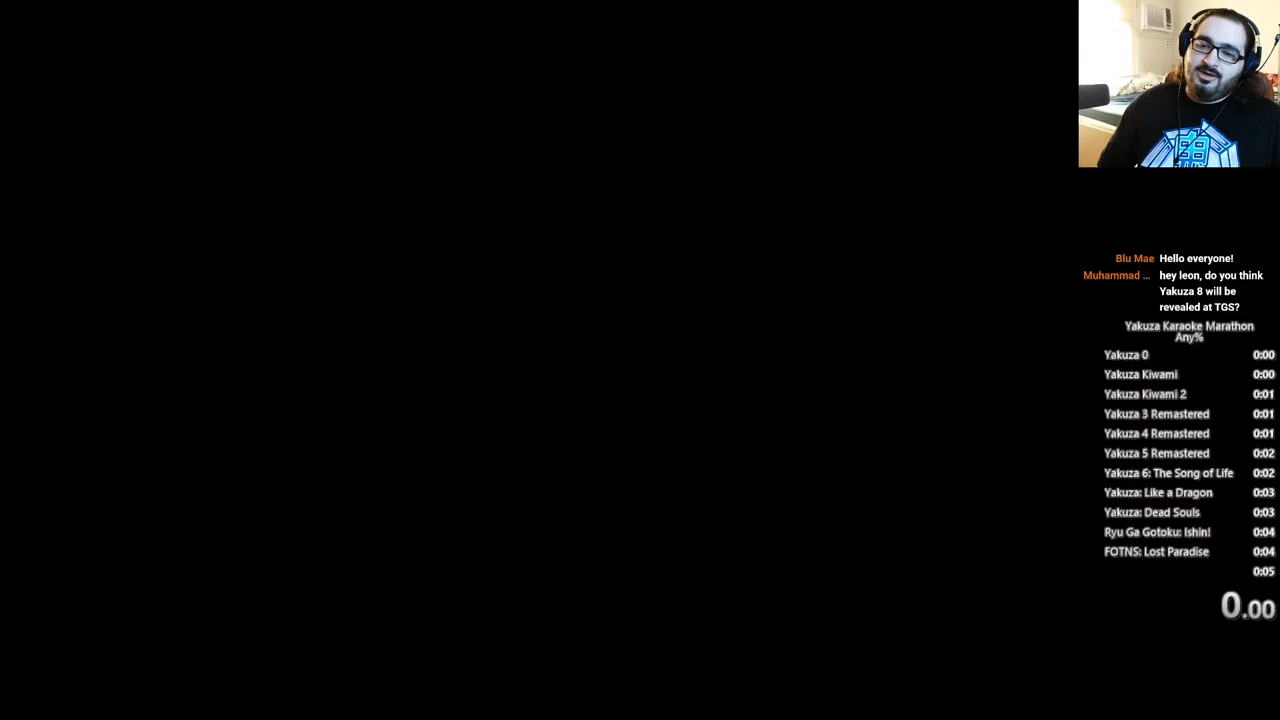 Blu Mae Hello everyone!
Muhammad ... hey leon, do you think
Yakuza 8 will be
revealed at TGS?
Yakuza Karaoke Marathon
Any%
Yakuza 0 0:00
Yakuza Kiwami 0:00
Yakuza Kiwami 2 0:01
Yakuza 3 Remastered 0:01
Yakuza 4 Remastered 0:01
Yakuza 5 Remastered 0:02
Yakuza 6: The Song of Life 0:02
Yakuza: Like a Dragon 0:03
Yakuza: Dead Souls 0:03
Ryu Ga Gotoku: Ishin! 0:04
FOTNS: Lost Paradise 0:04
0:05
0.00